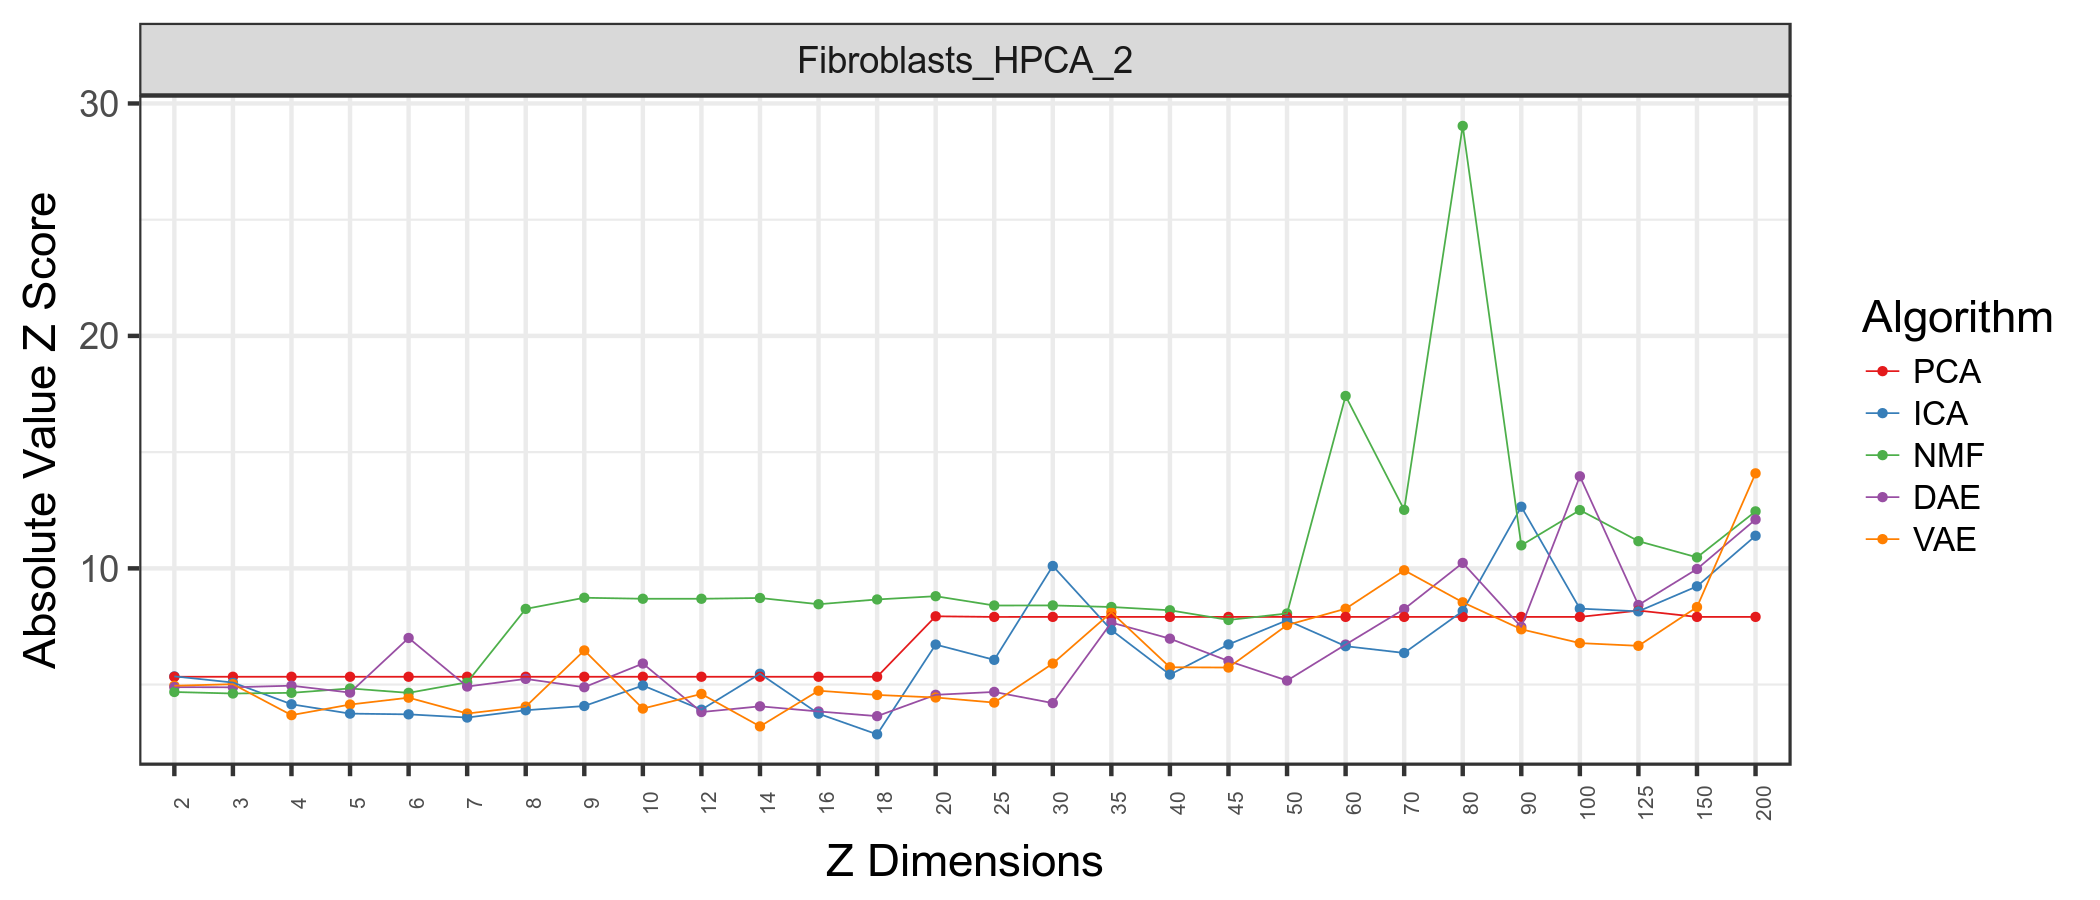 Fibroblasts_HPCA_2
30
20
10
Absolute Value Z Score
2 3 4 5 6 7 8 9 10 12 14 16 18 20 25 30 35 40 45 50 60 70 80 90 100 125 150 200
Z Dimensions
Algorithm
PCA
ICA
NMF
DAE
VAE